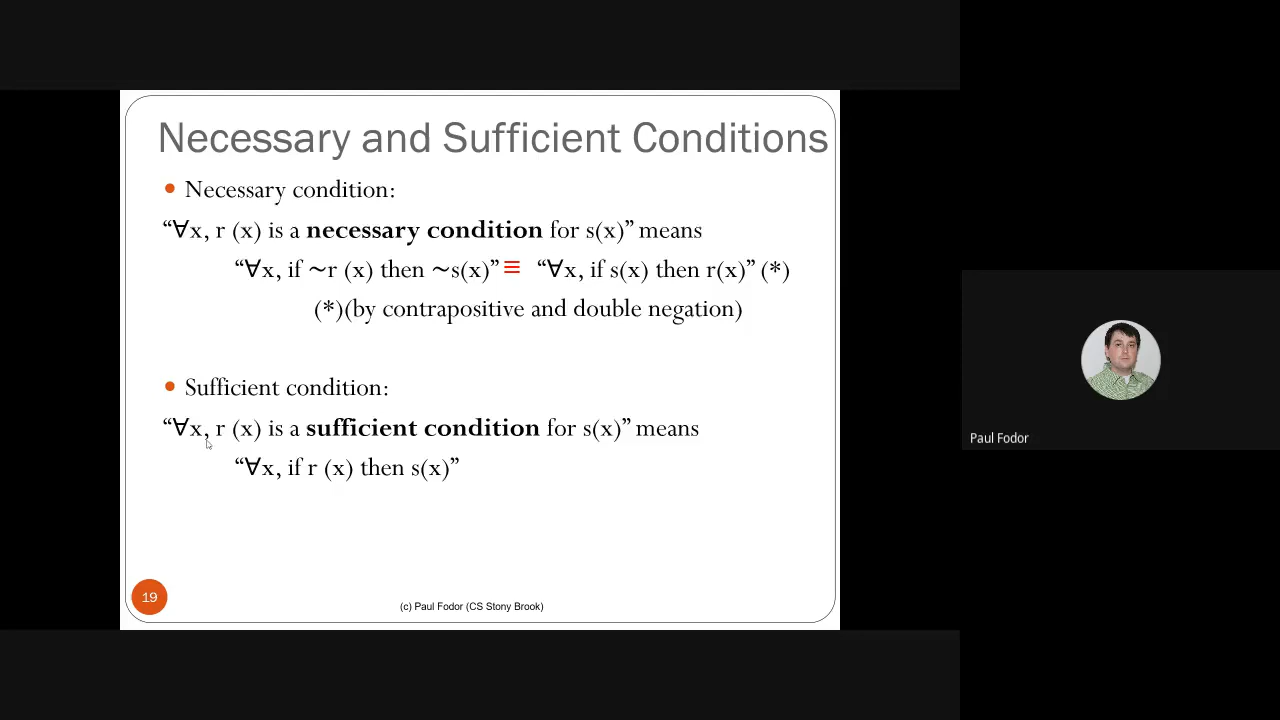 Necessary and Sufficient Conditions
• Necessary condition:
“∀x, r (x) is a necessary condition for s(x)” means
“∀x, if ~r (x) then ~s(x)” ≡ “∀x, if s(x) then r(x)” (*)
(*)(by contrapositive and double negation)
• Sufficient condition:
“∀x, r (x) is a sufficient condition for s(x)” means
“∀x, if r (x) then s(x)”
19
(c) Paul Fodor (CS Stony Brook)
Paul Fodor